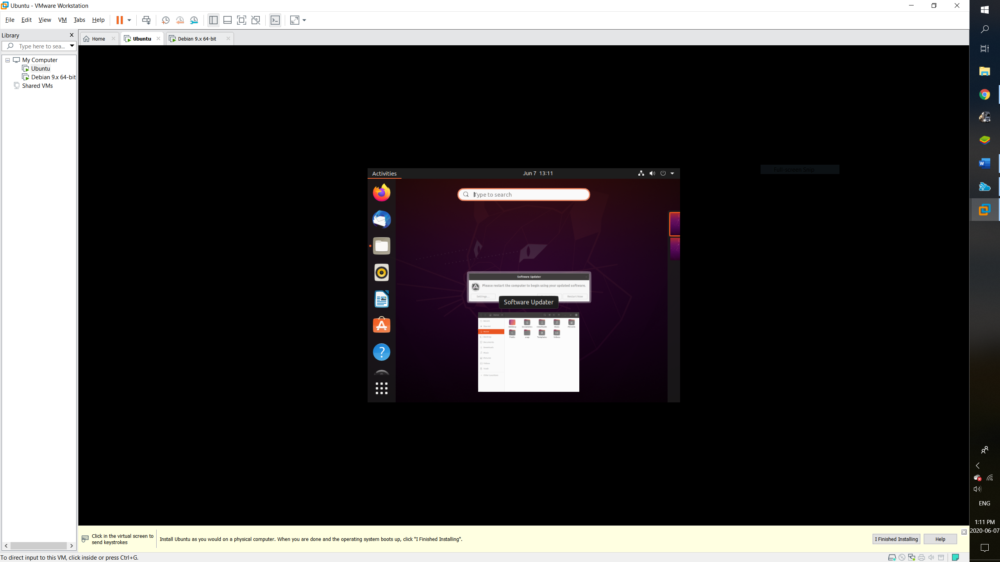 Ubuntu - VMware Workstation
File Edit View VM Tabs Help
Library
Home
Ubuntu
Debian 9.x 64-bit
Type here to sea...
My Computer
Ubuntu
Debian 9.x 64-bit
Shared VMs
Activities
Jun 7 13:11
Full-screen Snip
Type to search
Software Updater
Please restart the computer to begin using your updated software.
Settings...
Restart Now
Software Updater
Home
Recent
Starred
Home
Desktop
Documents
Downloads
Music
Pictures
Videos
Trash
Other Locations
Desktop Documents Downloads Music Pictures
Public snap Templates Videos
ENG
1:11 PM
2020-06-07
Click in the virtual screen to
send keystrokes
Install Ubuntu as you would on a physical computer. When you are done and the operating system boots up, click "I Finished Installing".
I Finished Installing
Help
To direct input to this VM, click inside or press Ctrl+G.